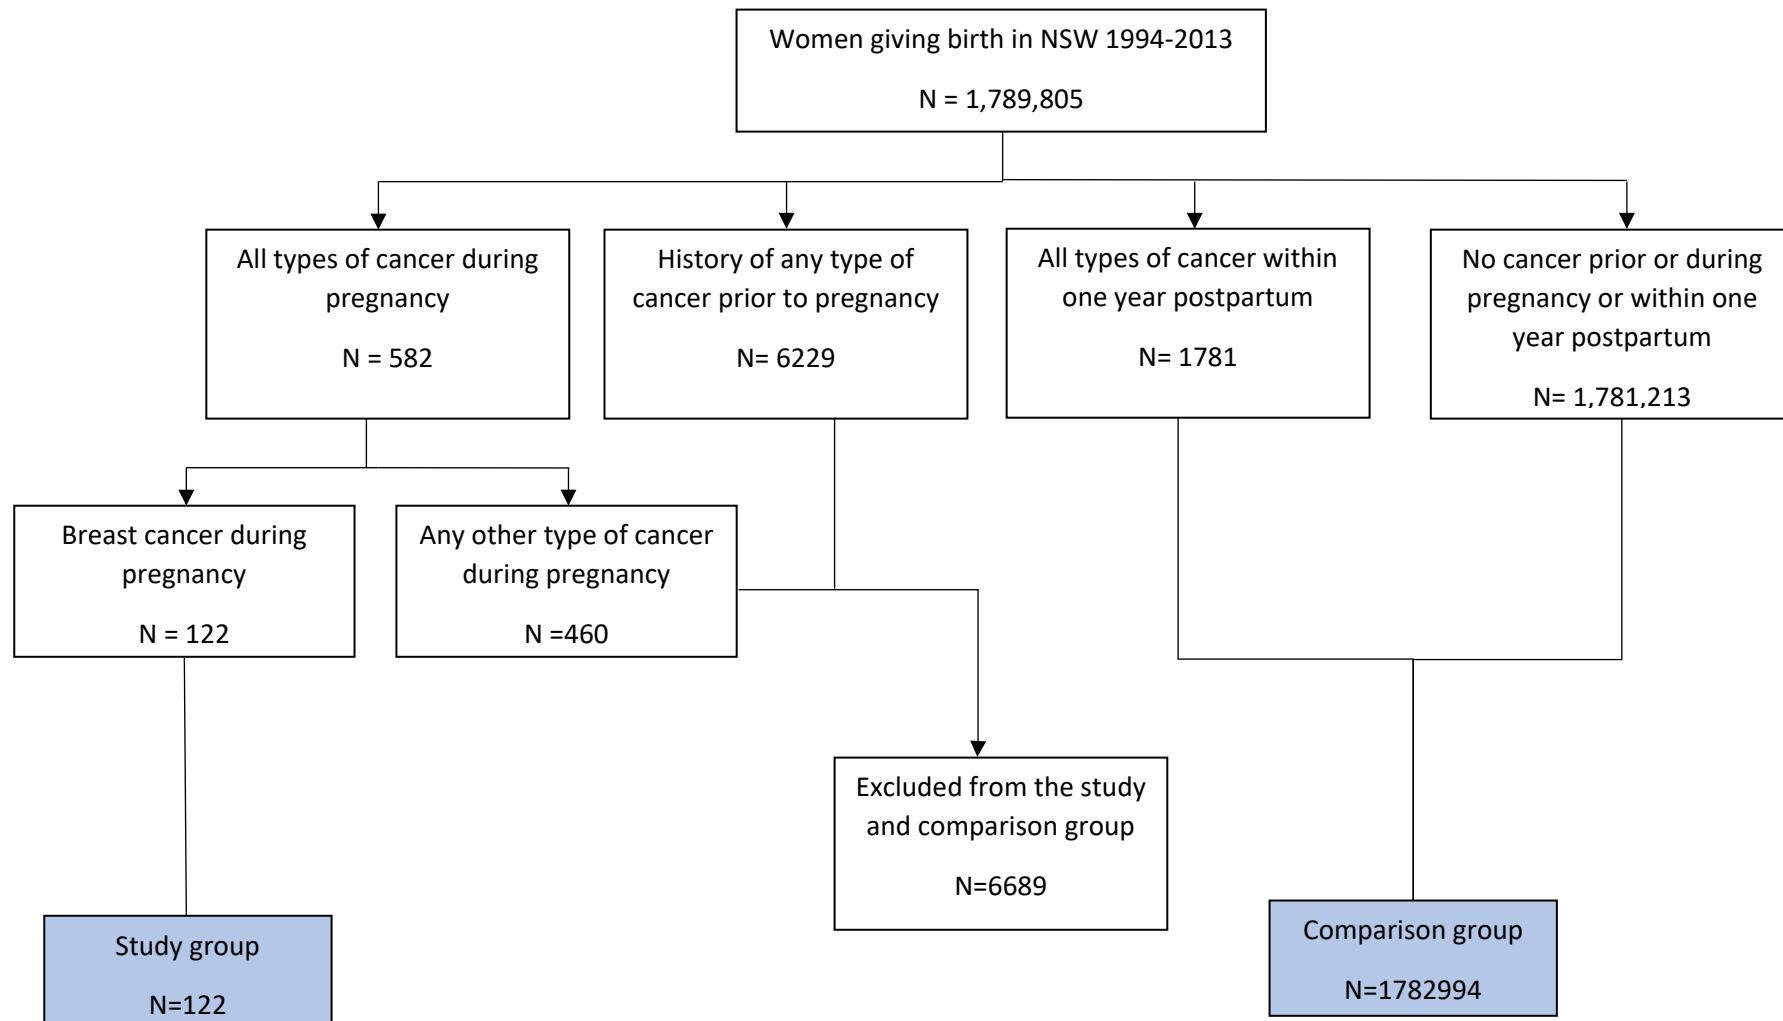 Women giving birth in NSW 1994-2013
N = 1,789,805
All types of cancer during
pregnancy
N = 582
History of any type of
cancer prior to pregnancy
N= 6229
All types of cancer within
one year postpartum
N= 1781
No cancer prior or during
pregnancy or within one
year postpartum
N= 1,781,213
Breast cancer during
pregnancy
N = 122
Any other type of cancer
during pregnancy
N =460
Excluded from the study
and comparison group
N=6689
Study group
N=122
Comparison group
N=1782994